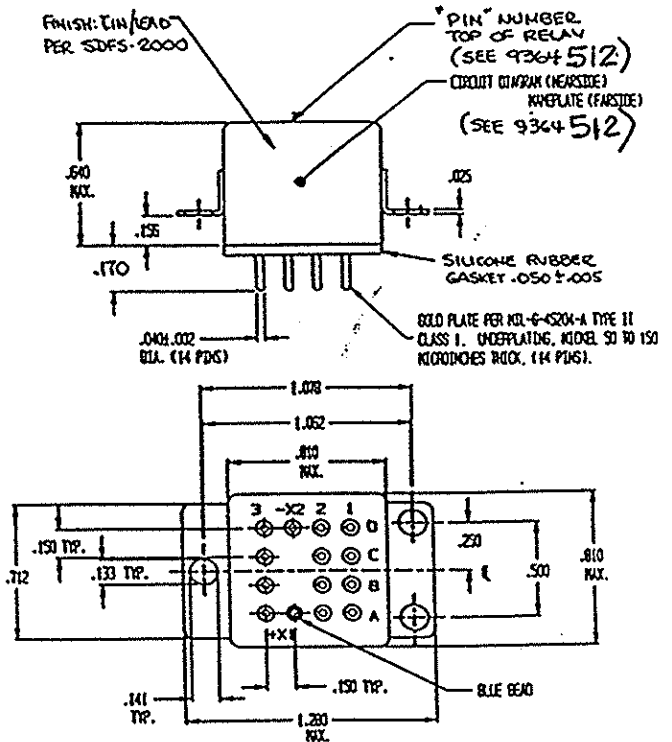 FINISH: TIN/LEAD
PER SDFS-2000
"PIN" NUMBER
TOP OF RELAY
(SEE 9364512)
CIRCUIT DIAGRAM (NEARSIDE)
NAMEPLATE (FARSIDE)
(SEE 9364512)
.640
MAX.
.025
.155
.170
SILICONE RUBBER
GASKET .050 ± .005
.040±.002
DIA. (14 PINS)
GOLD PLATE PER MIL-G-45204-A TYPE II
CLASS 1. UNDERPLATING, NICKEL 50 TO 150
MICROINCHES THICK, (14 PINS).
1.078
1.062
.810
MAX.
3 -X2 2 1
D
C
B
A
+X1
.150 TYP.
.133 TYP.
.712
.250
.500
.810
MAX.
.141
TYP.
.150 TYP.
BLUE BEAD
1.280
MAX.